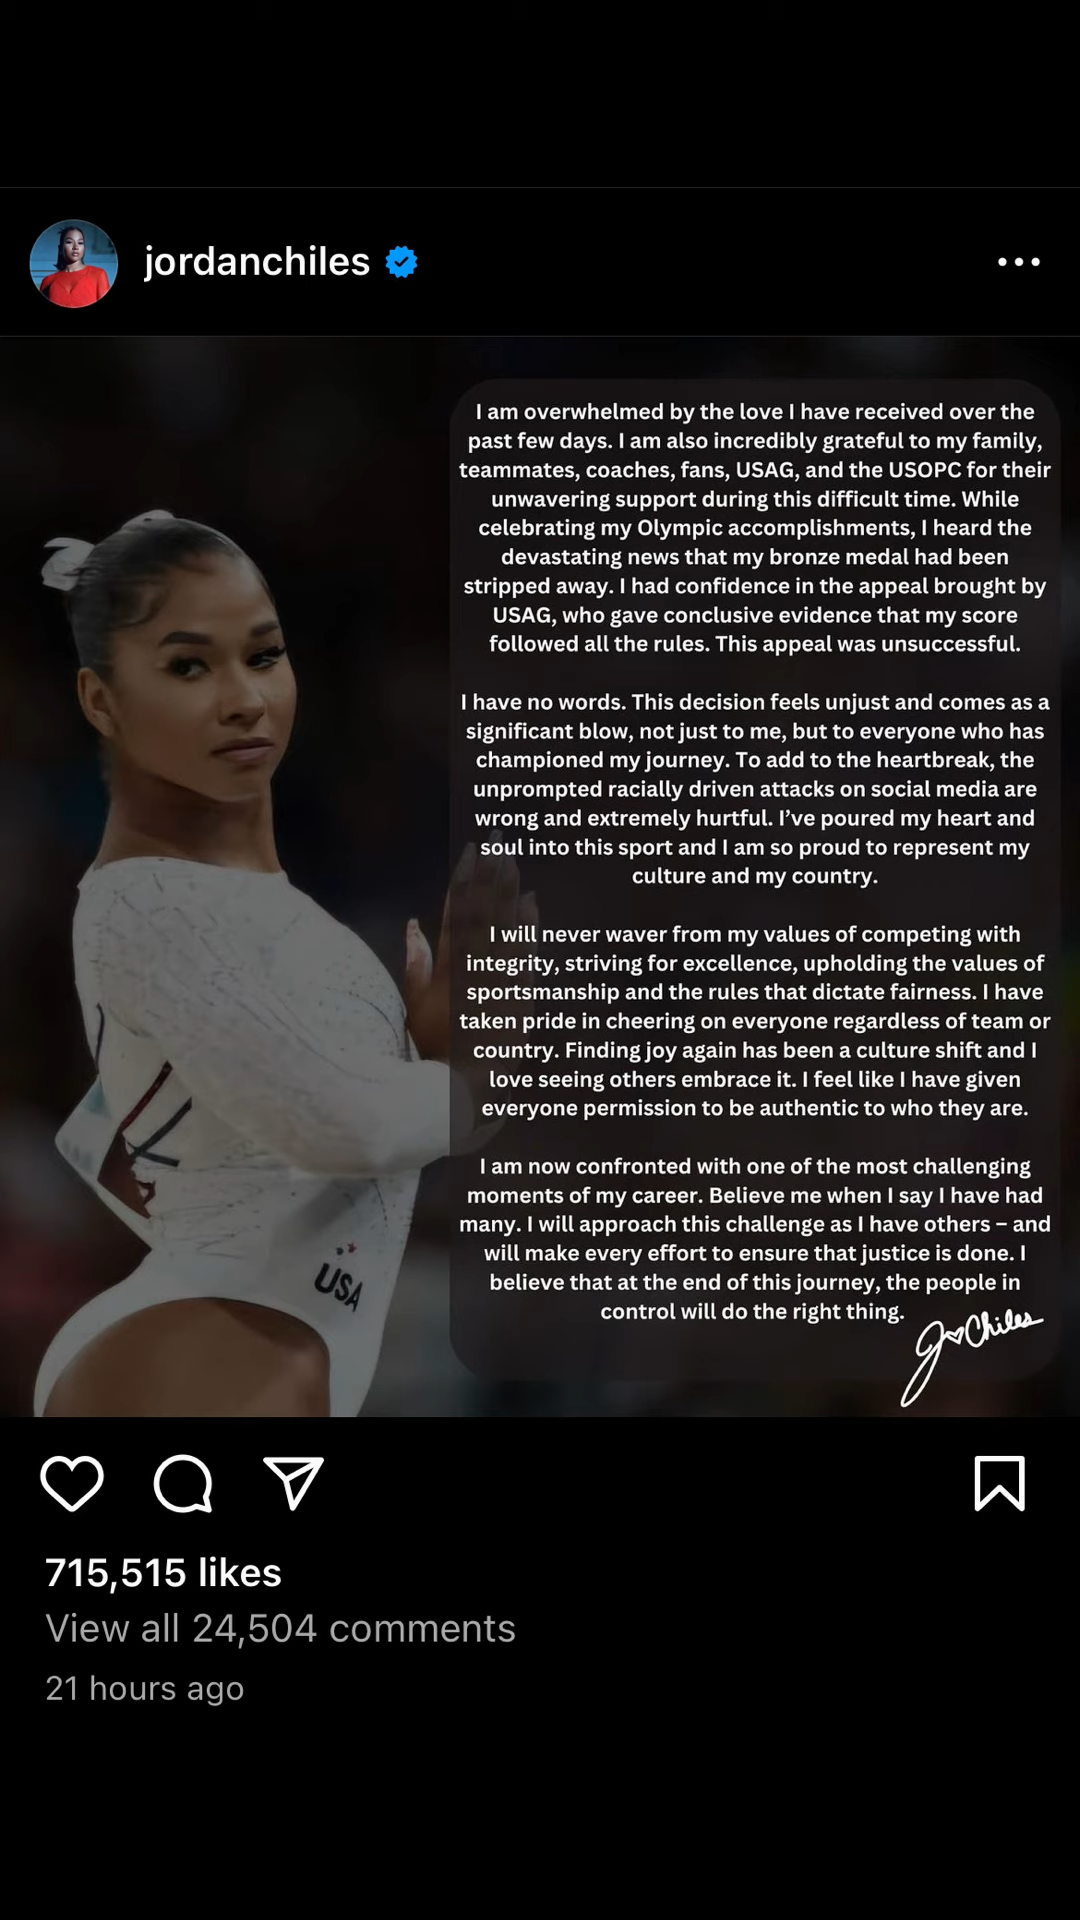 jordanchiles
I am overwhelmed by the love I have received over the
past few days. I am also incredibly grateful to my family,
teammates, coaches, fans, USAG, and the USOPC for their
unwavering support during this difficult time. While
celebrating my Olympic accomplishments, I heard the
devastating news that my bronze medal had been
stripped away. I had confidence in the appeal brought by
USAG, who gave conclusive evidence that my score
followed all the rules. This appeal was unsuccessful.
I have no words. This decision feels unjust and comes as a
significant blow, not just to me, but to everyone who has
championed my journey. To add to the heartbreak, the
unprompted racially driven attacks on social media are
wrong and extremely hurtful. I’ve poured my heart and
soul into this sport and I am so proud to represent my
culture and my country.
I will never waver from my values of competing with
integrity, striving for excellence, upholding the values of
sportsmanship and the rules that dictate fairness. I have
taken pride in cheering on everyone regardless of team or
country. Finding joy again has been a culture shift and I
love seeing others embrace it. I feel like I have given
everyone permission to be authentic to who they are.
I am now confronted with one of the most challenging
moments of my career. Believe me when I say I have had
many. I will approach this challenge as I have others – and
will make every effort to ensure that justice is done. I
believe that at the end of this journey, the people in
control will do the right thing.
J♡Chiles
USA
715,515 likes
View all 24,504 comments
21 hours ago